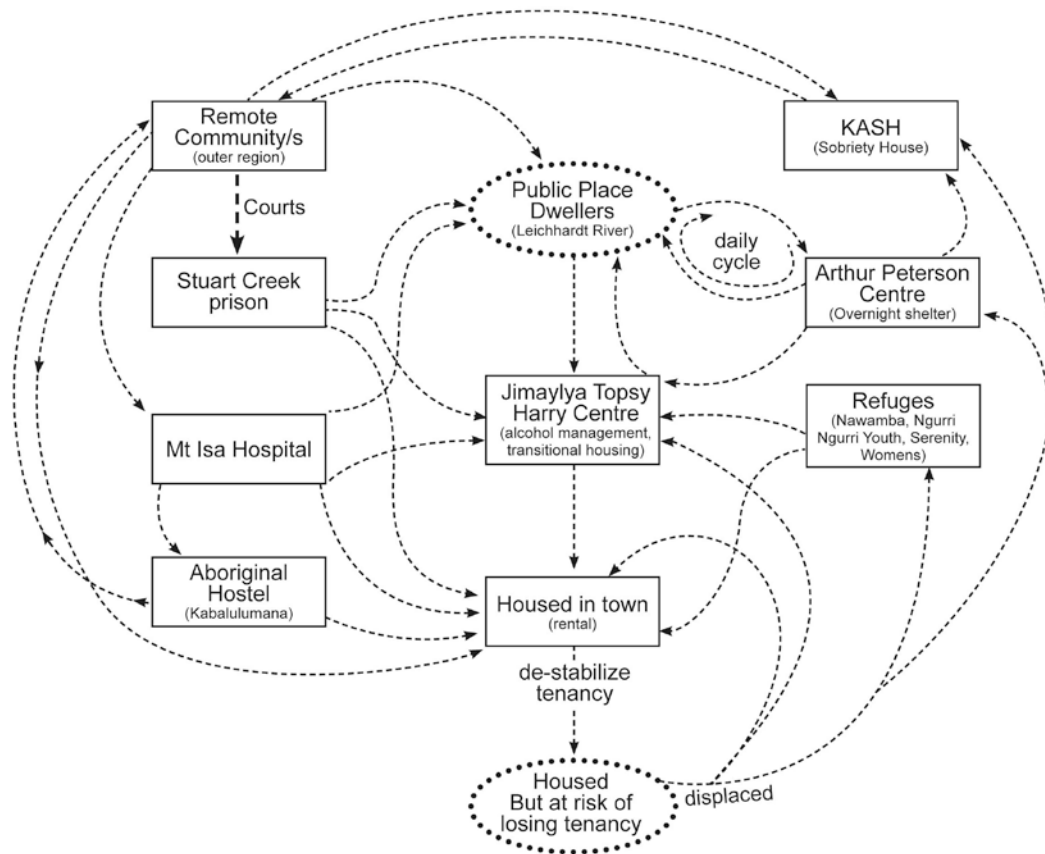 Remote
Community/s
(outer region)
KASH
(Sobriety House)
Public Place
Dwellers
(Leichhardt River)
Courts
daily
cycle
Stuart Creek
prison
Arthur Peterson
Centre
(Overnight shelter)
Jimaylya Topsy
Harry Centre
(alcohol management,
transitional housing)
Refuges
(Nawamba, Ngurri
Ngurri Youth, Serenity,
Womens)
Mt Isa Hospital
Aboriginal
Hostel
(Kabalulumana)
Housed in town
(rental)
de-stabilize
tenancy
Housed
But at risk of
losing tenancy
displaced